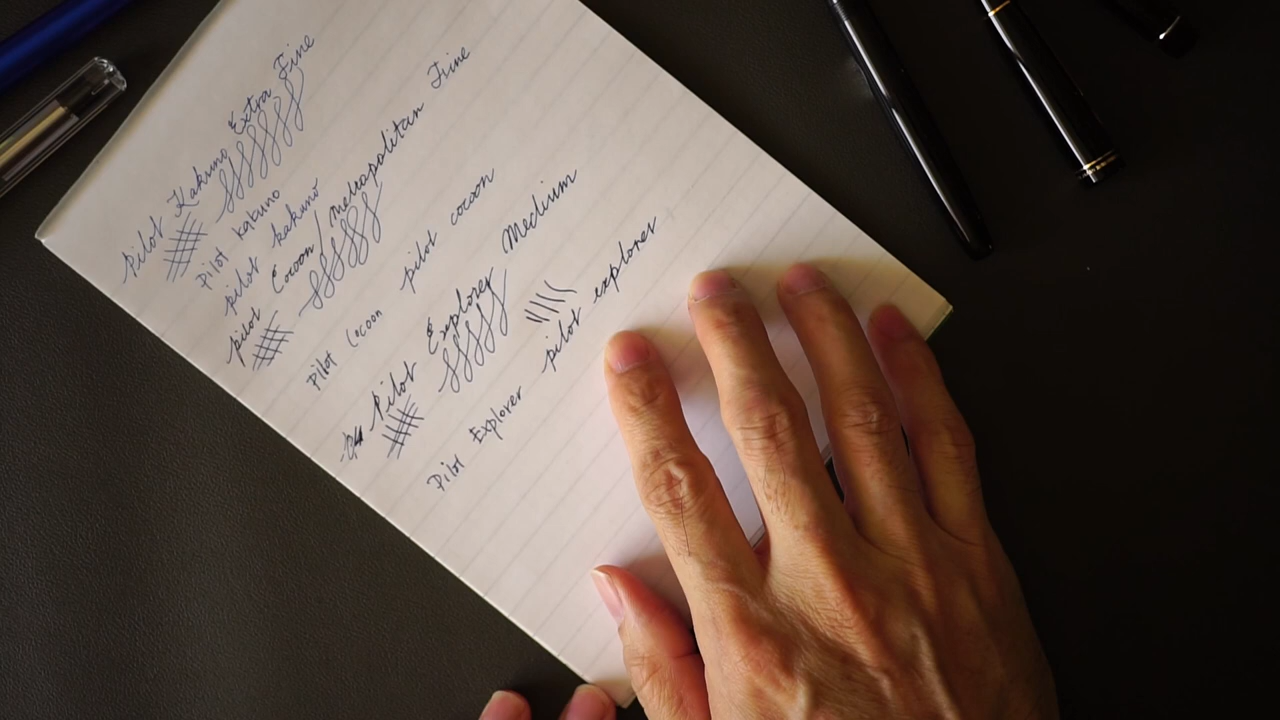 Pilot Kakuno Extra Fine
Pilot kakuno
pilot kakuno
pilot Cocoon / Metropolitan Fine
Pilot Cocoon pilot cocoon
Pilot Explorer Medium
Pilot Explorer pilot explorer